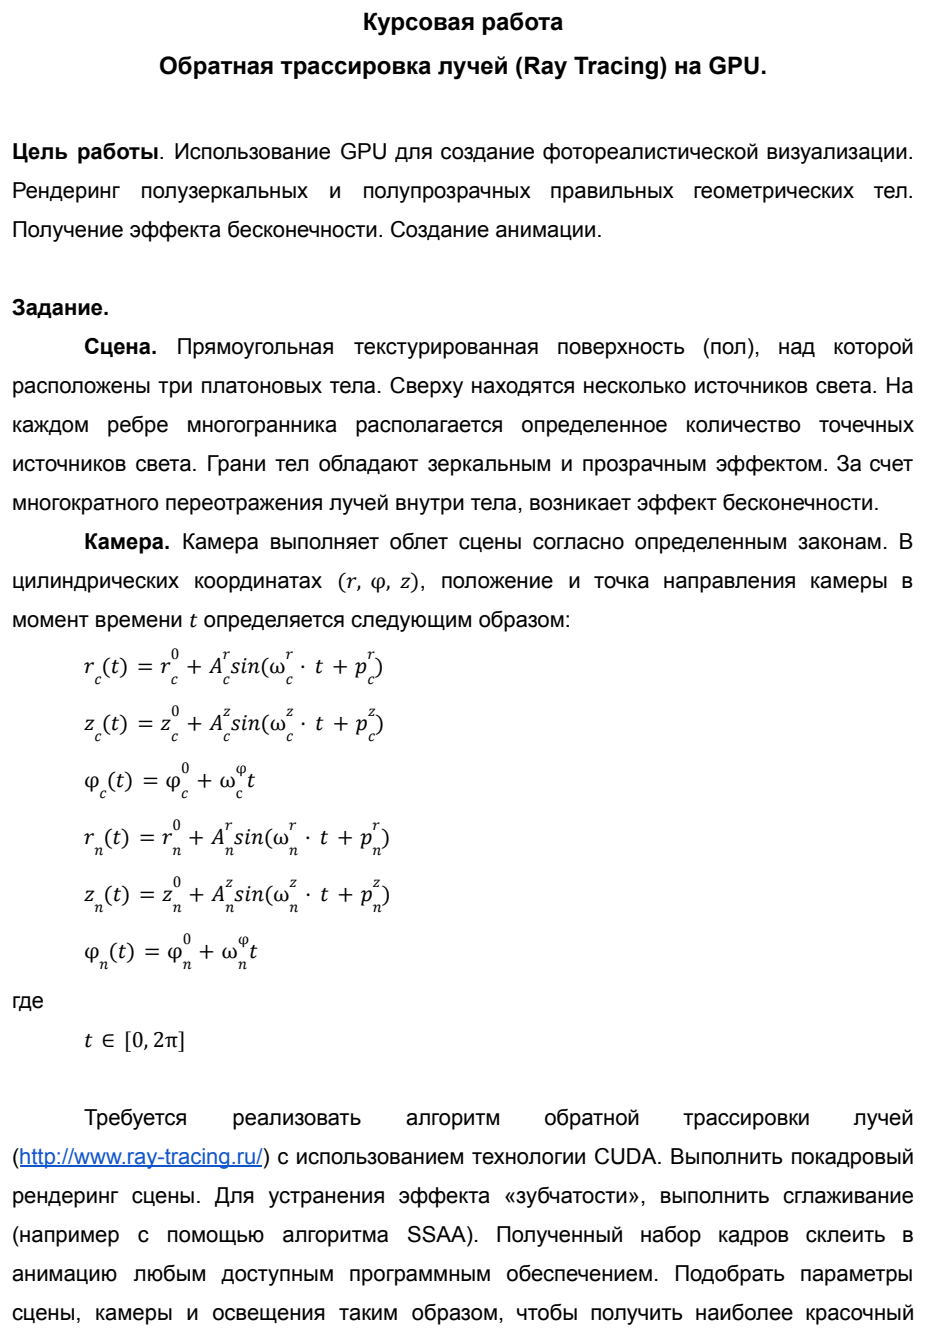 Курсовая работа
Обратная трассировка лучей (Ray Tracing) на GPU.
Цель работы. Использование GPU для создание фотореалистической визуализации.
Рендеринг полузеркальных и полупрозрачных правильных геометрических тел.
Получение эффекта бесконечности. Создание анимации.
Задание.
Сцена. Прямоугольная текстурированная поверхность (пол), над которой
расположены три платоновых тела. Сверху находятся несколько источников света. На
каждом ребре многогранника располагается определенное количество точечных
источников света. Грани тел обладают зеркальным и прозрачным эффектом. За счет
многократного переотражения лучей внутри тела, возникает эффект бесконечности.
Камера. Камера выполняет облет сцены согласно определенным законам. В
цилиндрических координатах (r, φ, z), положение и точка направления камеры в
момент времени t определяется следующим образом:
r_c(t) = r_c^0 + A_c^r sin(ω_c^r · t + p_c^r)
z_c(t) = z_c^0 + A_c^z sin(ω_c^z · t + p_c^z)
φ_c(t) = φ_c^0 + ω_c^φ t
r_n(t) = r_n^0 + A_n^r sin(ω_n^r · t + p_n^r)
z_n(t) = z_n^0 + A_n^z sin(ω_n^z · t + p_n^z)
φ_n(t) = φ_n^0 + ω_n^φ t
где
t ∈ [0, 2π]
Требуется реализовать алгоритм обратной трассировки лучей
(http://www.ray-tracing.ru/) с использованием технологии CUDA. Выполнить покадровый
рендеринг сцены. Для устранения эффекта «зубчатости», выполнить сглаживание
(например с помощью алгоритма SSAA). Полученный набор кадров склеить в
анимацию любым доступным программным обеспечением. Подобрать параметры
сцены, камеры и освещения таким образом, чтобы получить наиболее красочный